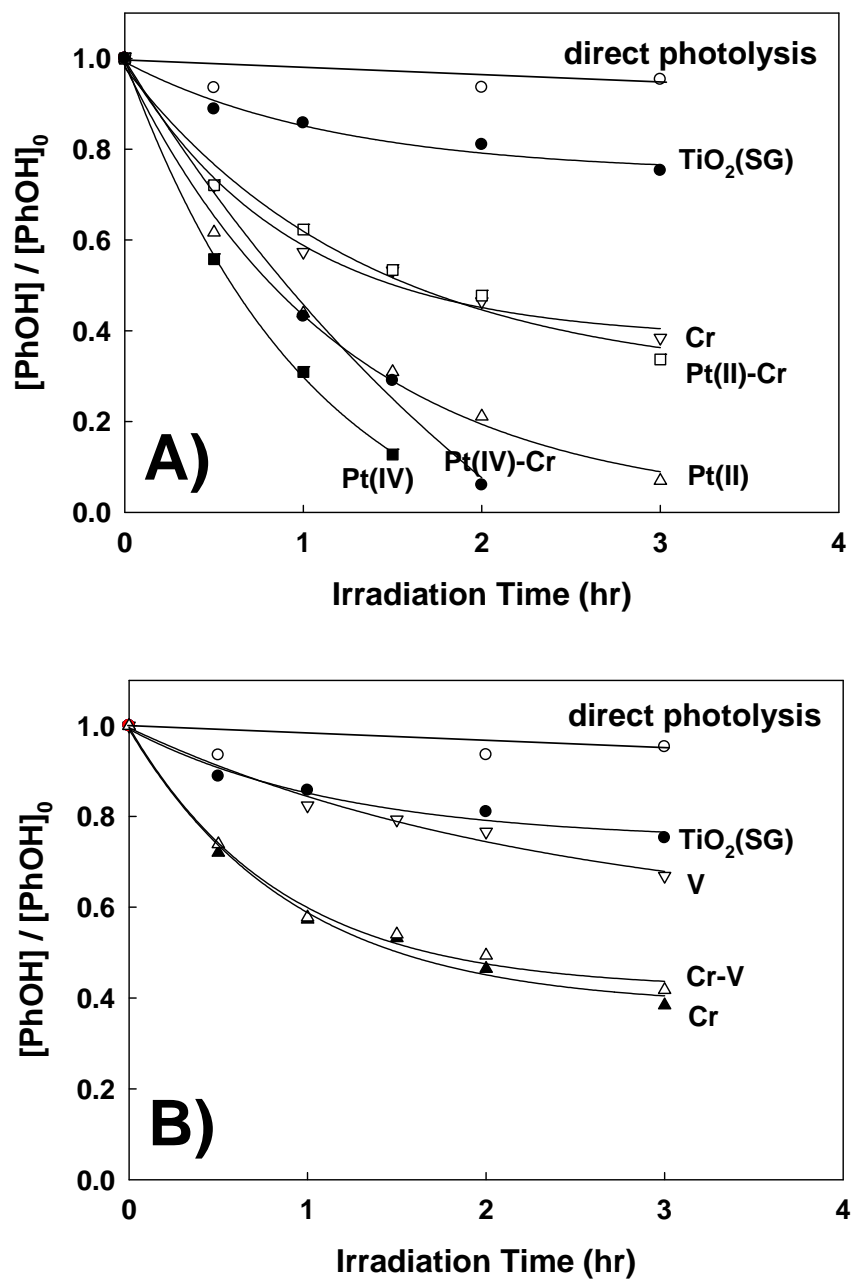 direct photolysis
1.0
TiO2(SG)
0.8
0.6
[PhOH] / [PhOH]0
0.4
Cr
Pt(II)-Cr
0.2
A)
Pt(IV)
Pt(IV)-Cr
Pt(II)
0.0
0 1 2 3 4
Irradiation Time (hr)
direct photolysis
1.0
TiO2(SG)
0.8
V
0.6
[PhOH] / [PhOH]0
Cr-V
0.4
Cr
0.2
B)
0.0
0 1 2 3 4
Irradiation Time (hr)